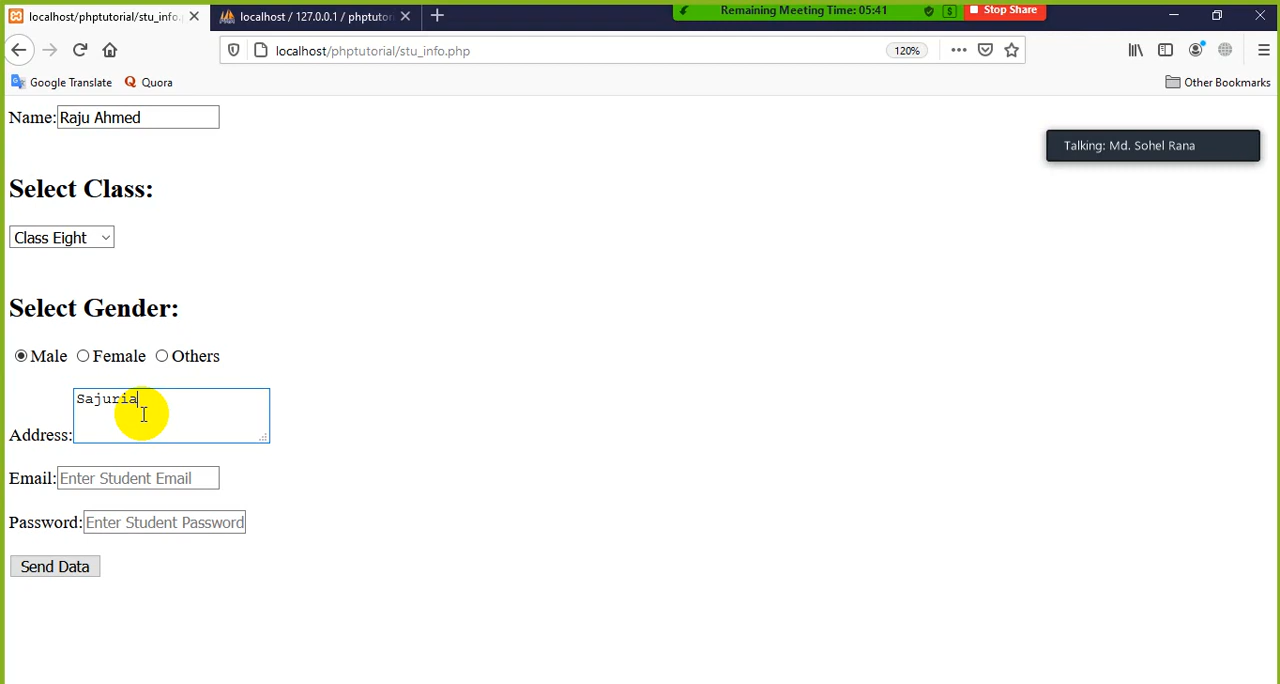 localhost/phptutorial/stu_info.
localhost / 127.0.0.1 / phptutor
Remaining Meeting Time: 05:41
Stop Share
localhost/phptutorial/stu_info.php
120%
Google Translate
Quora
Other Bookmarks
Name: Raju Ahmed
Talking: Md. Sohel Rana
Select Class:
Class Eight
Select Gender:
Male Female Others
Sajuria
Address:
Email: Enter Student Email
Password: Enter Student Password
Send Data